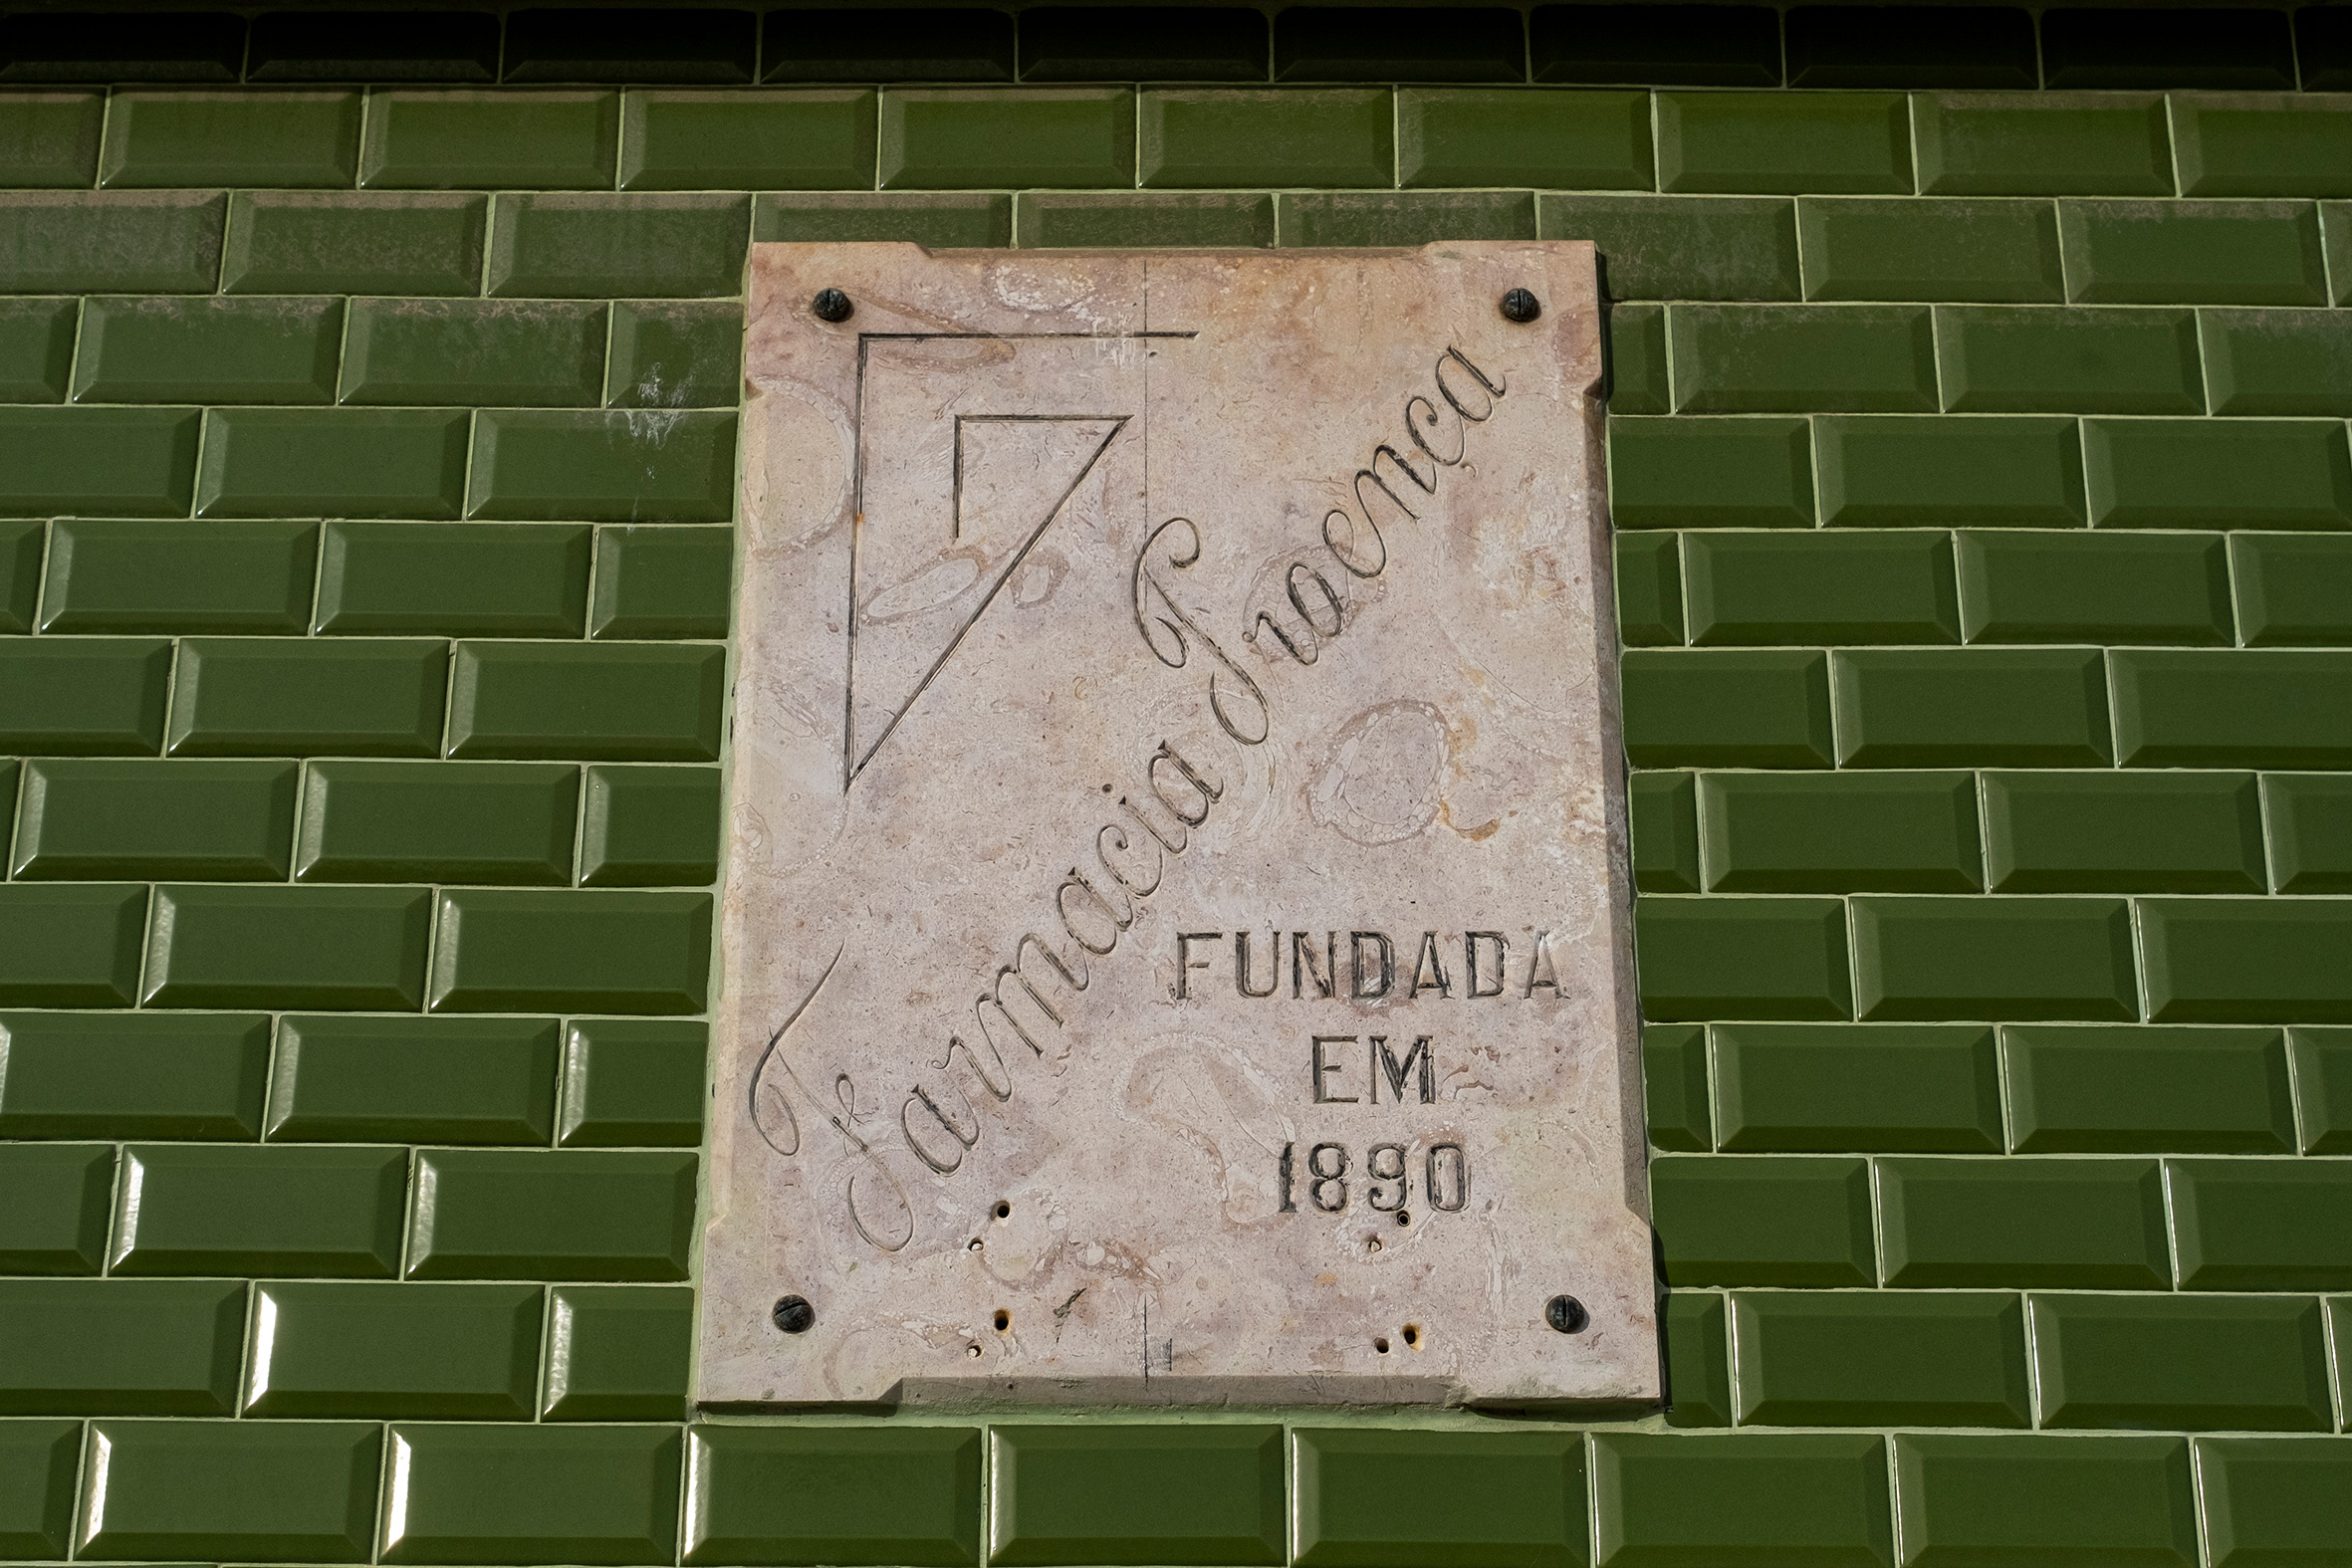 Farmacia Proença
FUNDADA
EM
1890